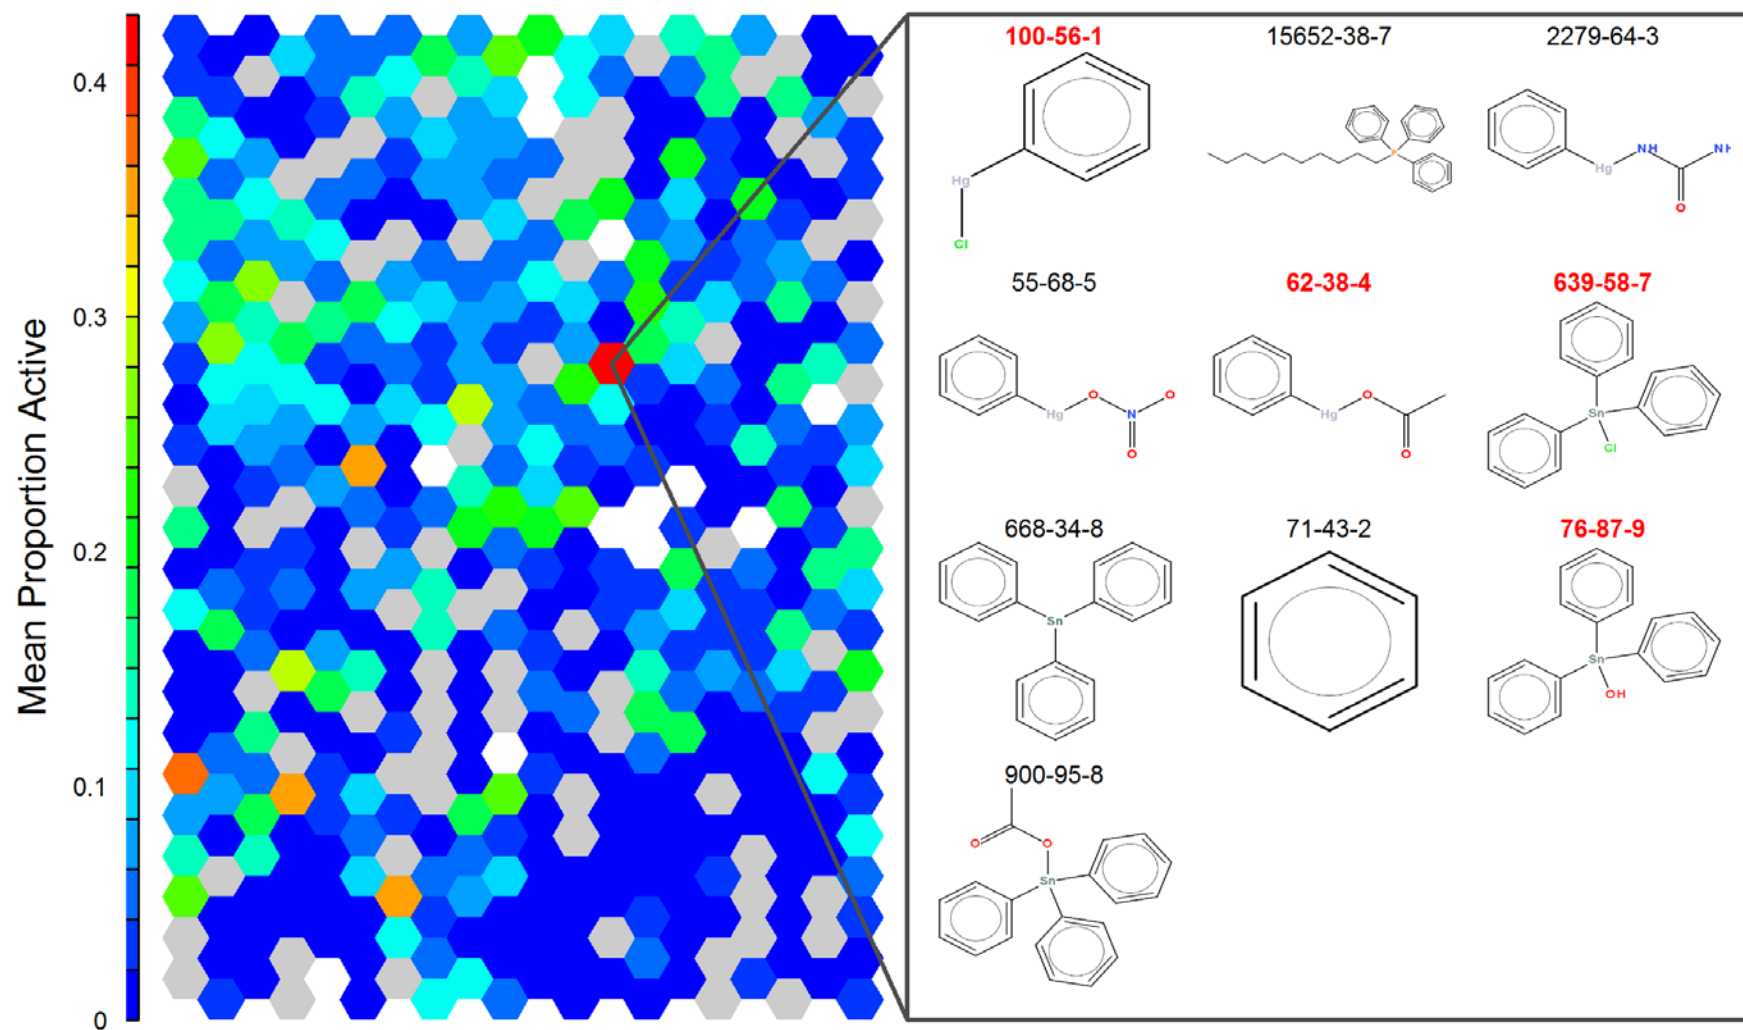 Mean Proportion Active
0.4
0.3
0.2
0.1
0
100-56-1 15652-38-7 2279-64-3
Hg
Cl
P
Hg NH NH
O
55-68-5 62-38-4 639-58-7
Hg O N O
O
Hg O
O
Sn
Cl
668-34-8 71-43-2 76-87-9
Sn
Sn
OH
900-95-8
O O
Sn